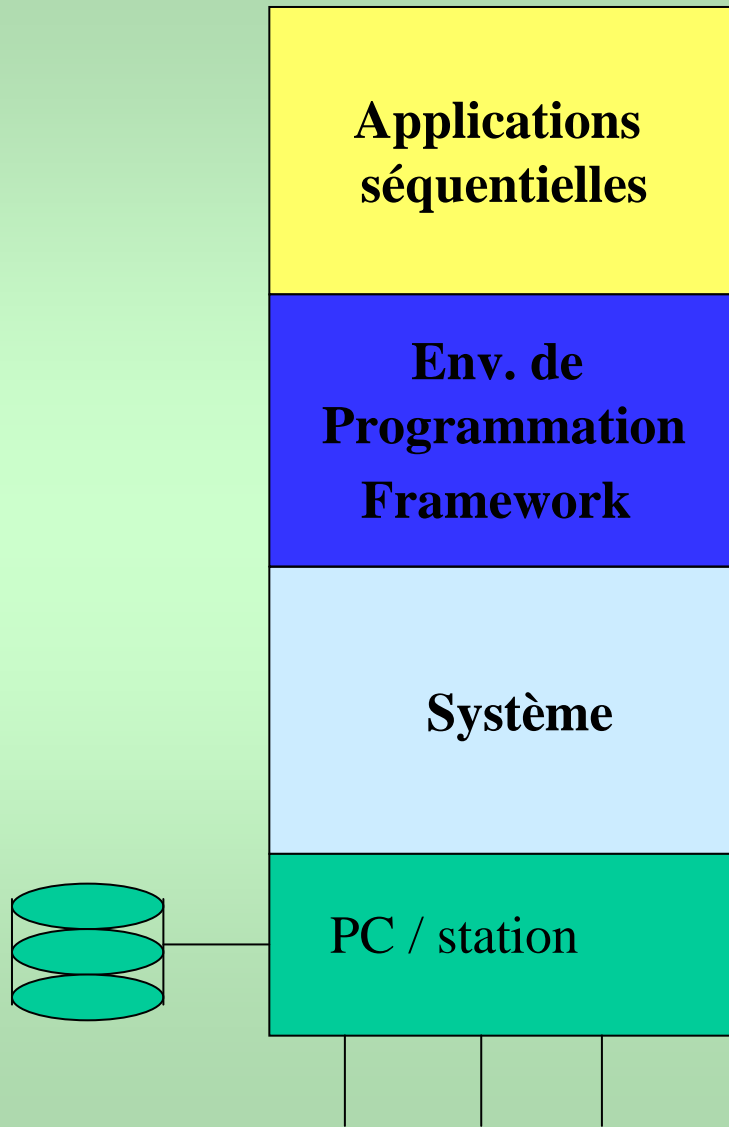 Applications
séquentielles
Env. de
Programmation
Framework
Système
PC / station